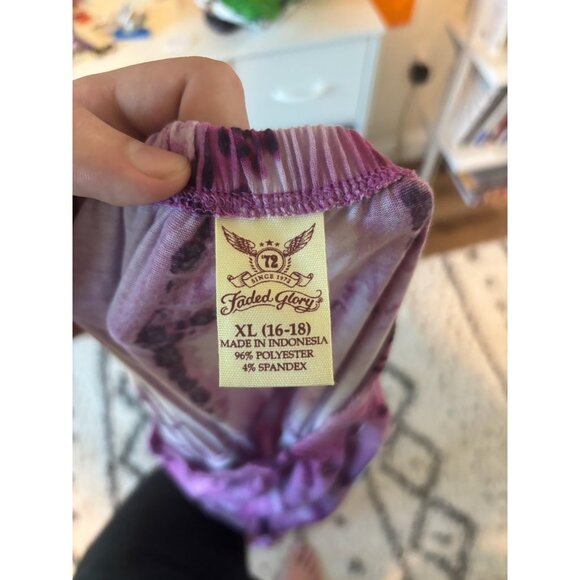 '72
SINCE 1972
Faded Glory
XL (16-18)
MADE IN INDONESIA
96% POLYESTER
4% SPANDEX